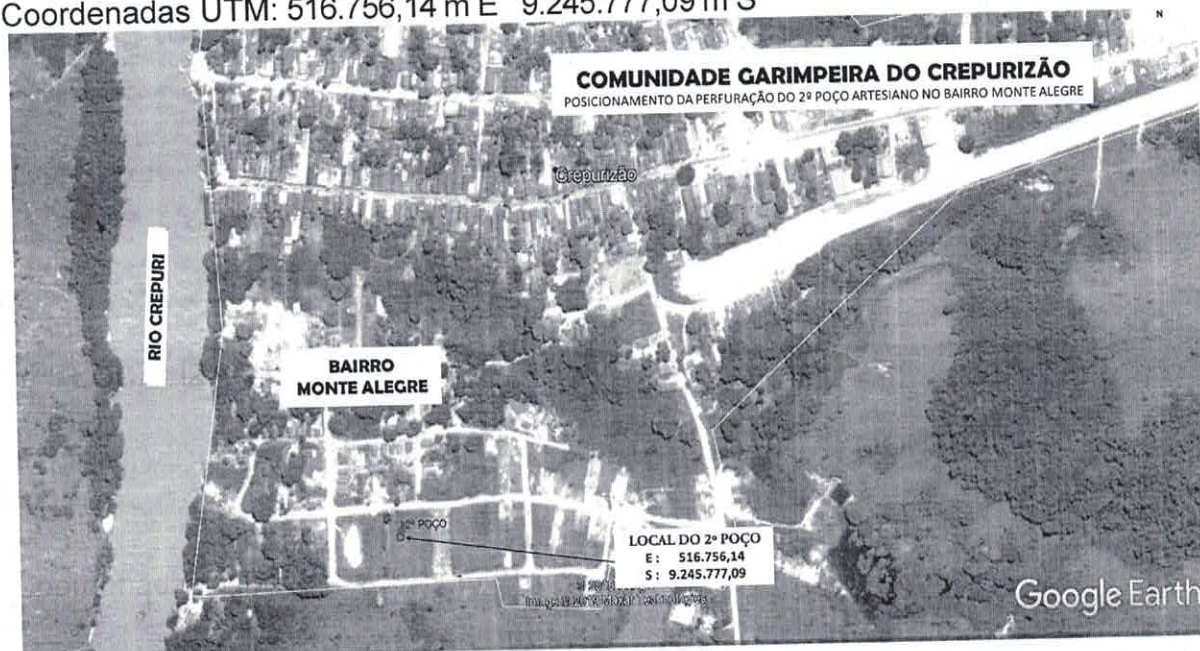 Coordenadas UTM: 516.756,14 m E 9.245.777,09 m S
N
COMUNIDADE GARIMPEIRA DO CREPURIZÃO
POSICIONAMENTO DA PERFURAÇÃO DO 2º POÇO ARTESIANO NO BAIRRO MONTE ALEGRE
Crepurizão
RIO CREPURI
BAIRRO
MONTE ALEGRE
2º POÇO
LOCAL DO 2º POÇO
E: 516.756,14
S: 9.245.777,09
Google Earth